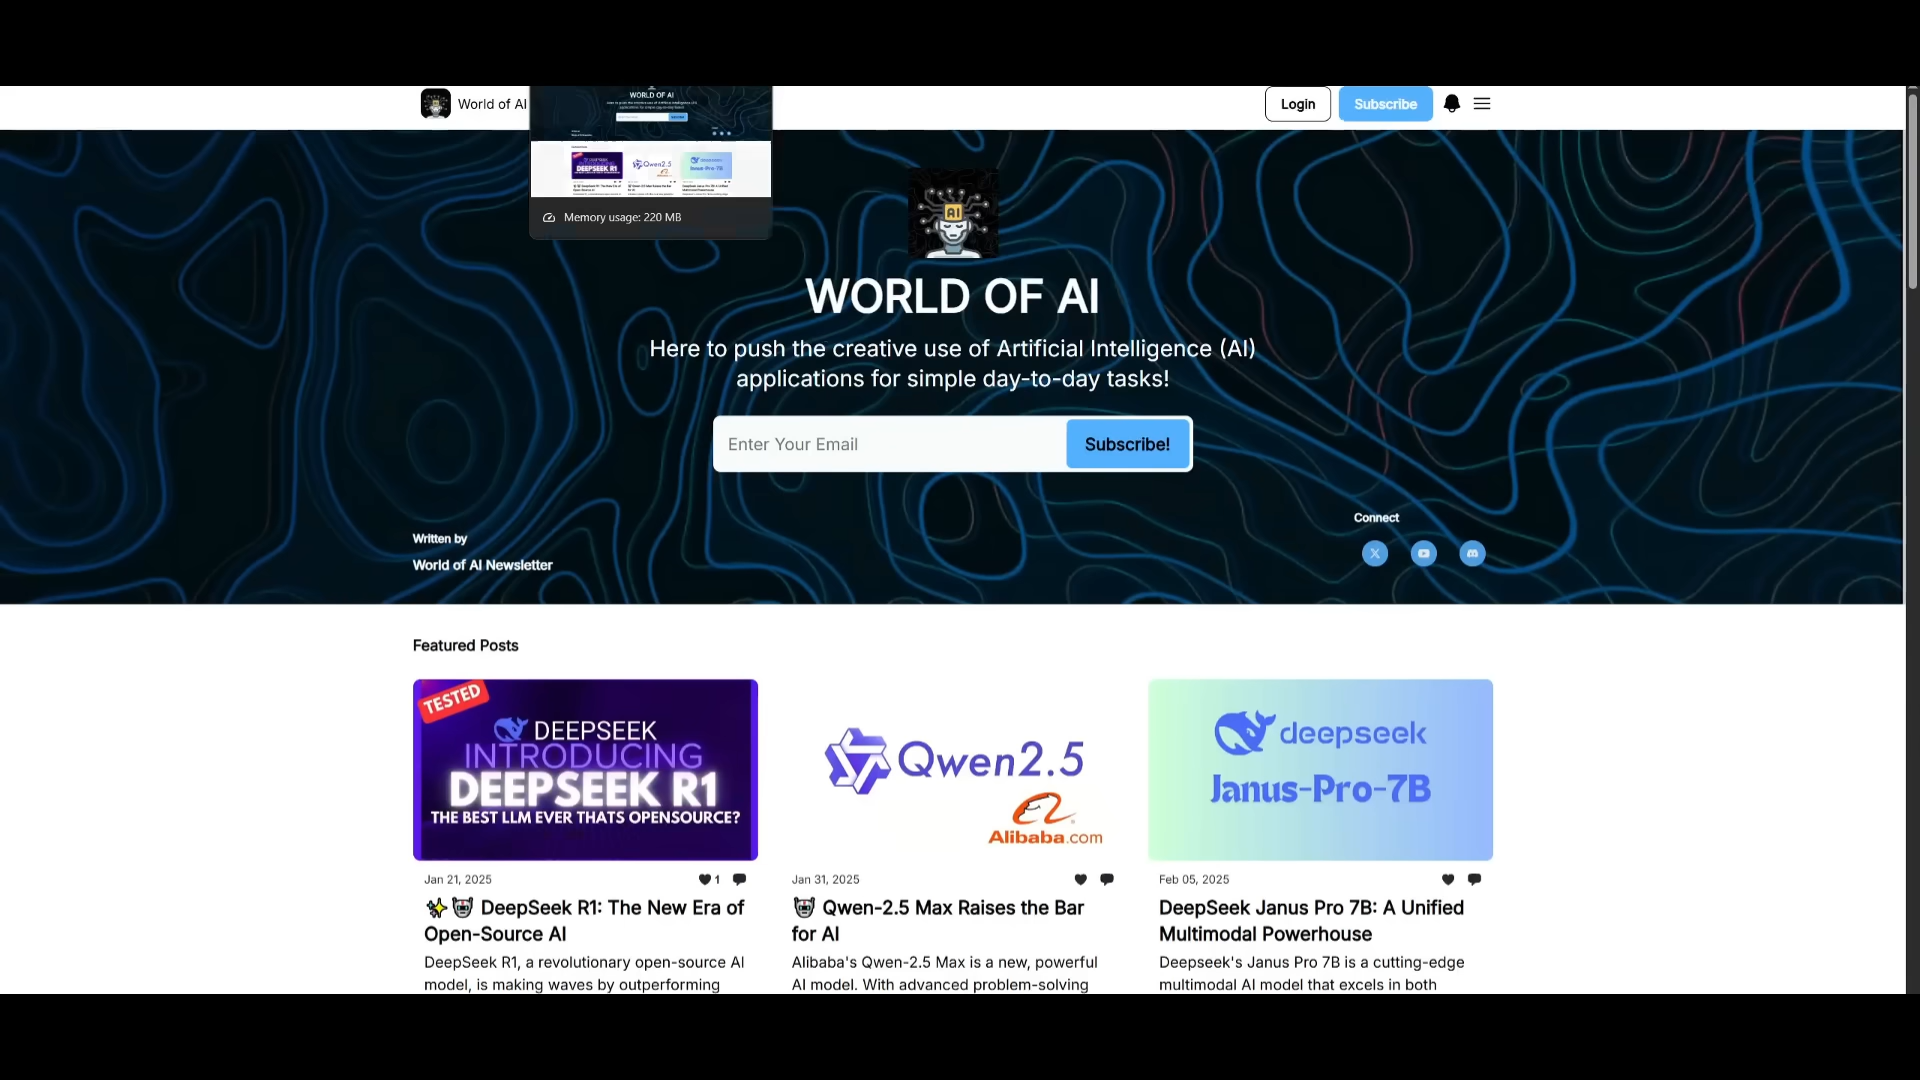 World of AI
WORLD OF AI
Memory usage: 220 MB
Login
Subscribe
AI
WORLD OF AI
Here to push the creative use of Artificial Intelligence (AI)
applications for simple day-to-day tasks!
Enter Your Email
Subscribe!
Written by
World of AI Newsletter
Connect
Featured Posts
TESTED
DEEPSEEK
INTRODUCING
DEEPSEEK R1
THE BEST LLM EVER THATS OPENSOURCE?
Jan 21, 2025
1
✨🤖 DeepSeek R1: The New Era of
Open-Source AI
DeepSeek R1, a revolutionary open-source AI
model, is making waves by outperforming
Qwen2.5
Alibaba.com
Jan 31, 2025
🤖 Qwen-2.5 Max Raises the Bar
for AI
Alibaba's Qwen-2.5 Max is a new, powerful
AI model. With advanced problem-solving
deepseek
Janus-Pro-7B
Feb 05, 2025
DeepSeek Janus Pro 7B: A Unified
Multimodal Powerhouse
Deepseek's Janus Pro 7B is a cutting-edge
multimodal AI model that excels in both